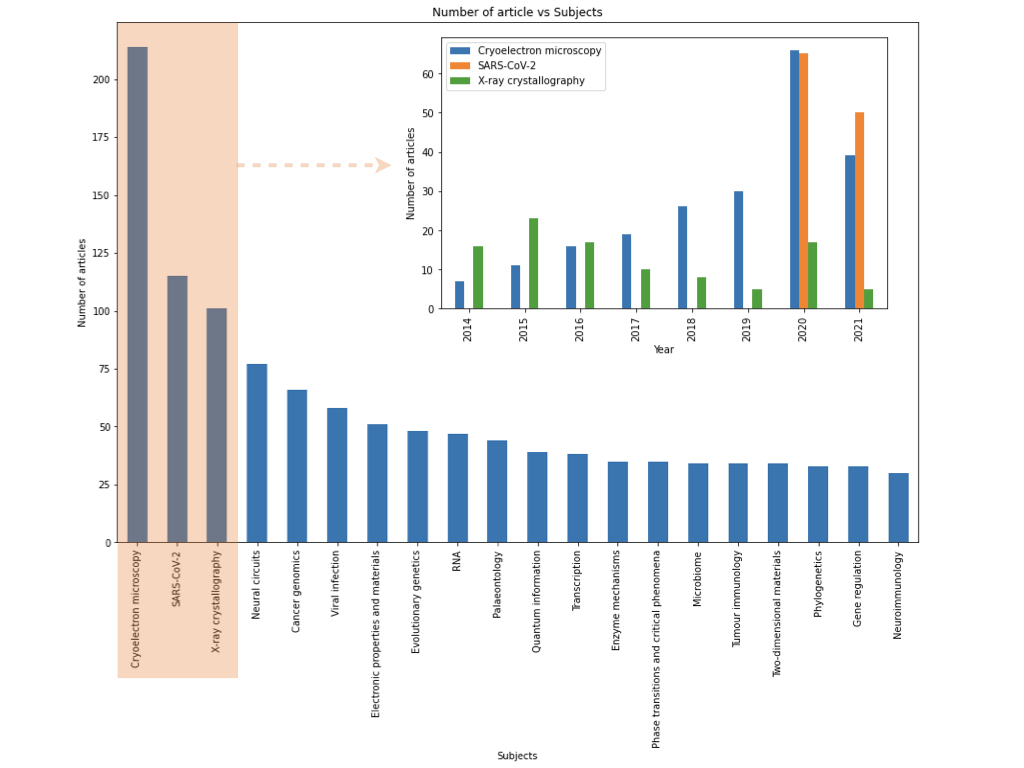 Number of article vs Subjects
Number of articles
200
175
150
125
100
75
50
25
0
Cryoelectron microscopy
SARS-CoV-2
X-ray crystallography
Neural circuits
Cancer genomics
Viral infection
Electronic properties and materials
Evolutionary genetics
RNA
Palaeontology
Quantum information
Transcription
Enzyme mechanisms
Phase transitions and critical phenomena
Microbiome
Tumour immunology
Two-dimensional materials
Phylogenetics
Gene regulation
Neuroimmunology
Subjects
Cryoelectron microscopy
SARS-CoV-2
X-ray crystallography
Number of articles
60
50
40
30
20
10
0
2014
2015
2016
2017
2018
2019
2020
2021
Year